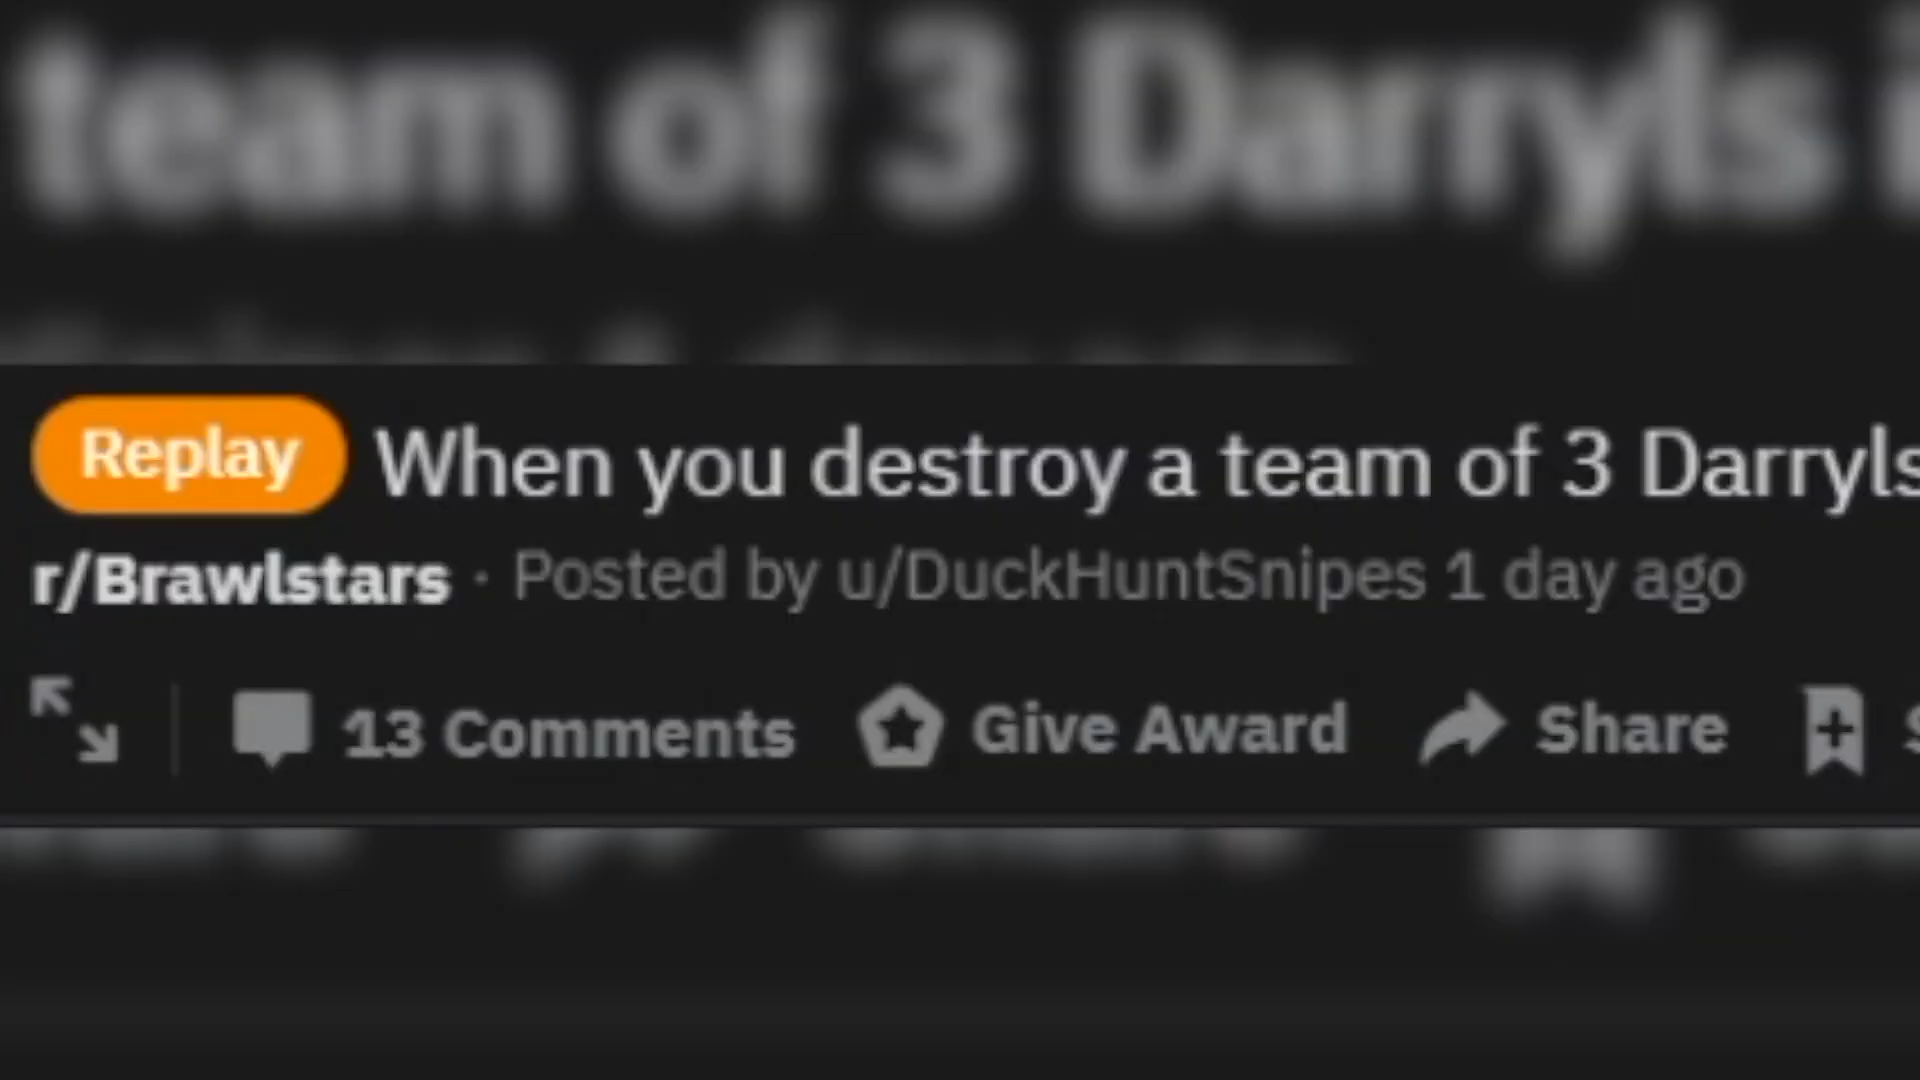 team of 3 Darryls
Replay When you destroy a team of 3 Darryls
r/Brawlstars · Posted by u/DuckHuntSnipes 1 day ago
13 Comments Give Award Share